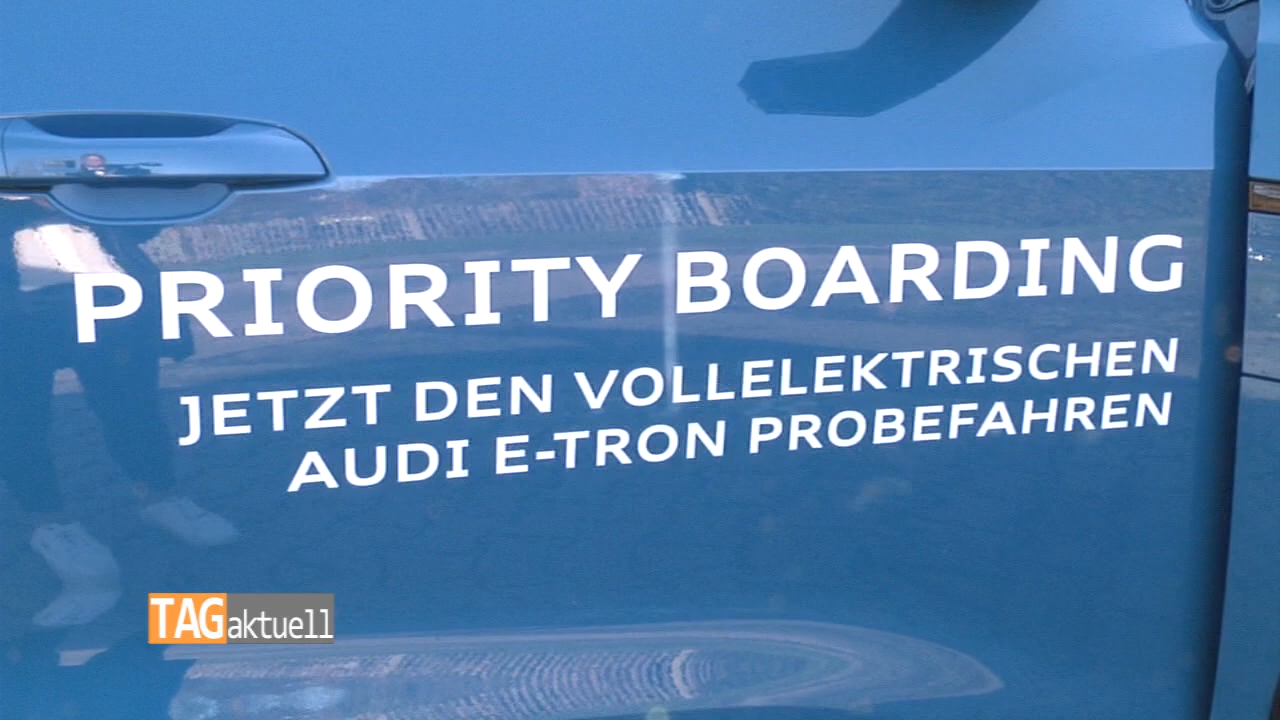 PRIORITY BOARDING
JETZT DEN VOLLELEKTRISCHEN
AUDI E-TRON PROBEFAHREN
TAGaktuell